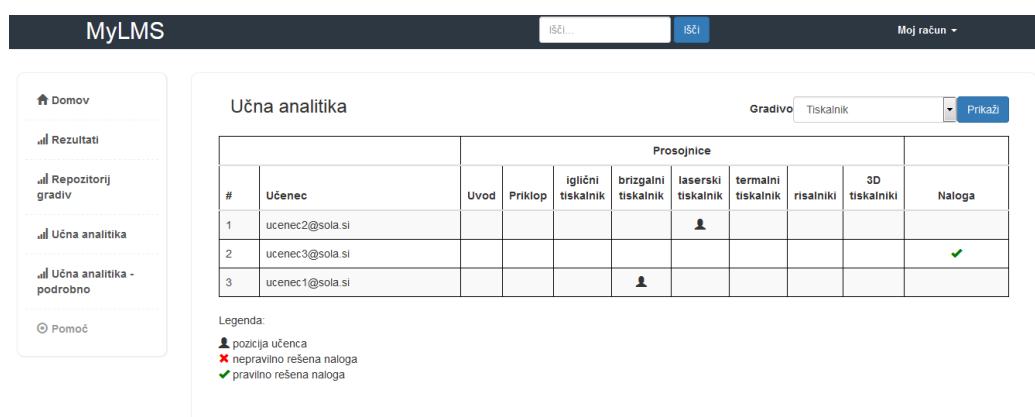 MyLMS
Išči...
Išči
Moj račun
Domov
Rezultati
Repozitorij
gradiv
Učna analitika
Učna analitika -
podrobno
Pomoč
Učna analitika
Gradivo Tiskalnik Prikaži
Prosojnice
# Učenec Uvod Priklop iglični tiskalnik brizgalni tiskalnik laserski tiskalnik termalni tiskalnik risalniki 3D tiskalniki Naloga
1 ucenec2@sola.si
2 ucenec3@sola.si
3 ucenec1@sola.si
Legenda:
pozicija učenca
nepravilno rešena naloga
pravilno rešena naloga